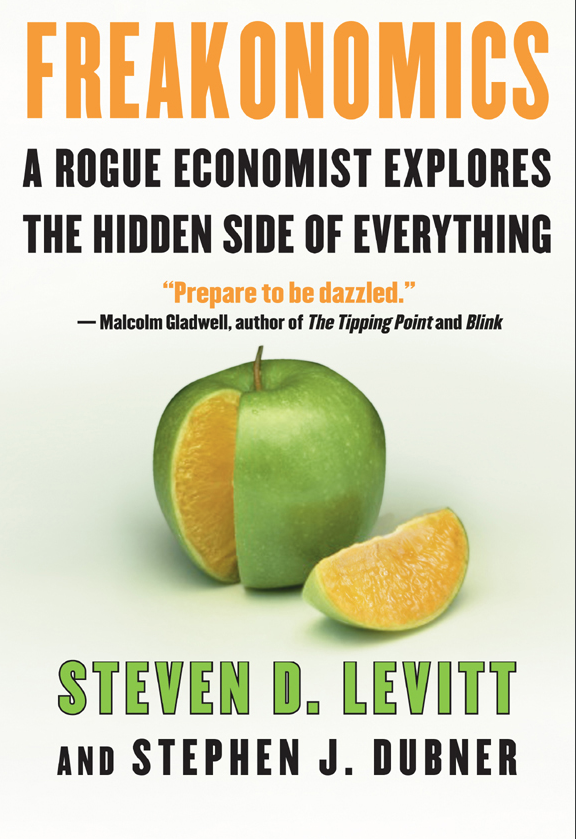 FREAKONOMICS
A ROGUE ECONOMIST EXPLORES
THE HIDDEN SIDE OF EVERYTHING
“Prepare to be dazzled.”
— Malcolm Gladwell, author of The Tipping Point and Blink
STEVEN D. LEVITT
AND STEPHEN J. DUBNER